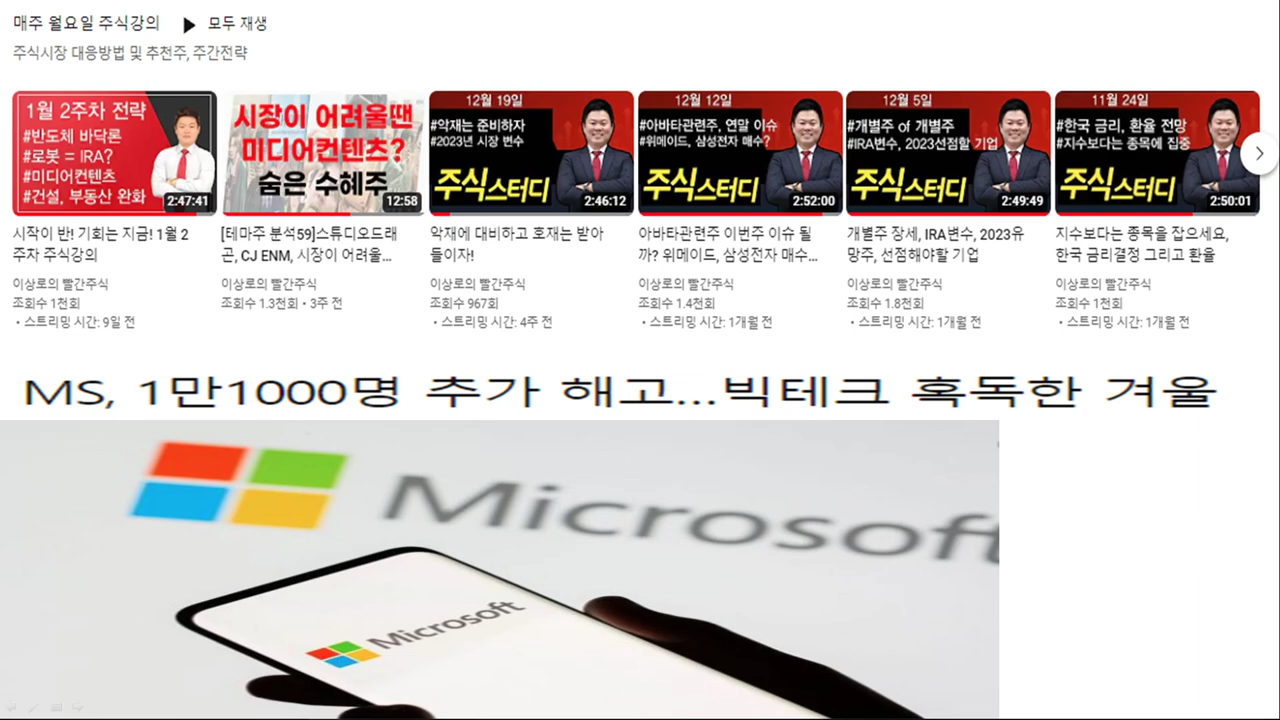 매주 월요일 주식강의 모두 재생
주식시장 대응방법 및 추천주, 주간전략
1월 2주차 전략
#반도체 바닥론
#로봇 = IRA?
#미디어컨텐츠
#건설, 부동산 완화
2:47:41
시작이 반! 기회는 지금! 1월 2
주차 주식강의
이상로의 빨간주식
조회수 1천회
• 스트리밍 시간: 9일 전
시장이 어려울땐
미디어컨텐츠?
숨은 수혜주
12:58
[테마주 분석59]스튜디오드래
곤, CJ ENM, 시장이 어려울...
이상로의 빨간주식
조회수 1.3천회 • 3주 전
12월 19일
#악재는 준비하자
#2023년 시장 변수
주식스터디
2:46:12
악재에 대비하고 호재는 받아
들이자!
이상로의 빨간주식
조회수 967회
• 스트리밍 시간: 4주 전
12월 12일
#아바타관련주, 연말 이슈
#위메이드, 삼성전자 매수?
주식스터디
2:52:00
아바타관련주 이번주 이슈 될
까? 위메이드, 삼성전자 매수...
이상로의 빨간주식
조회수 1.4천회
• 스트리밍 시간: 1개월 전
12월 5일
#개별주 of 개별주
#IRA변수, 2023선점할 기업
주식스터디
2:49:49
개별주 장세, IRA변수, 2023유
망주, 선점해야할 기업
이상로의 빨간주식
조회수 1.8천회
• 스트리밍 시간: 1개월 전
11월 24일
#한국 금리, 환율 전망
#지수보다는 종목에 집중
주식스터디
2:50:01
지수보다는 종목을 잡으세요,
한국 금리결정 그리고 환율
이상로의 빨간주식
조회수 1천회
• 스트리밍 시간: 1개월 전
MS, 1만1000명 추가 해고...빅테크 혹독한 겨울
Microsoft
Microsoft